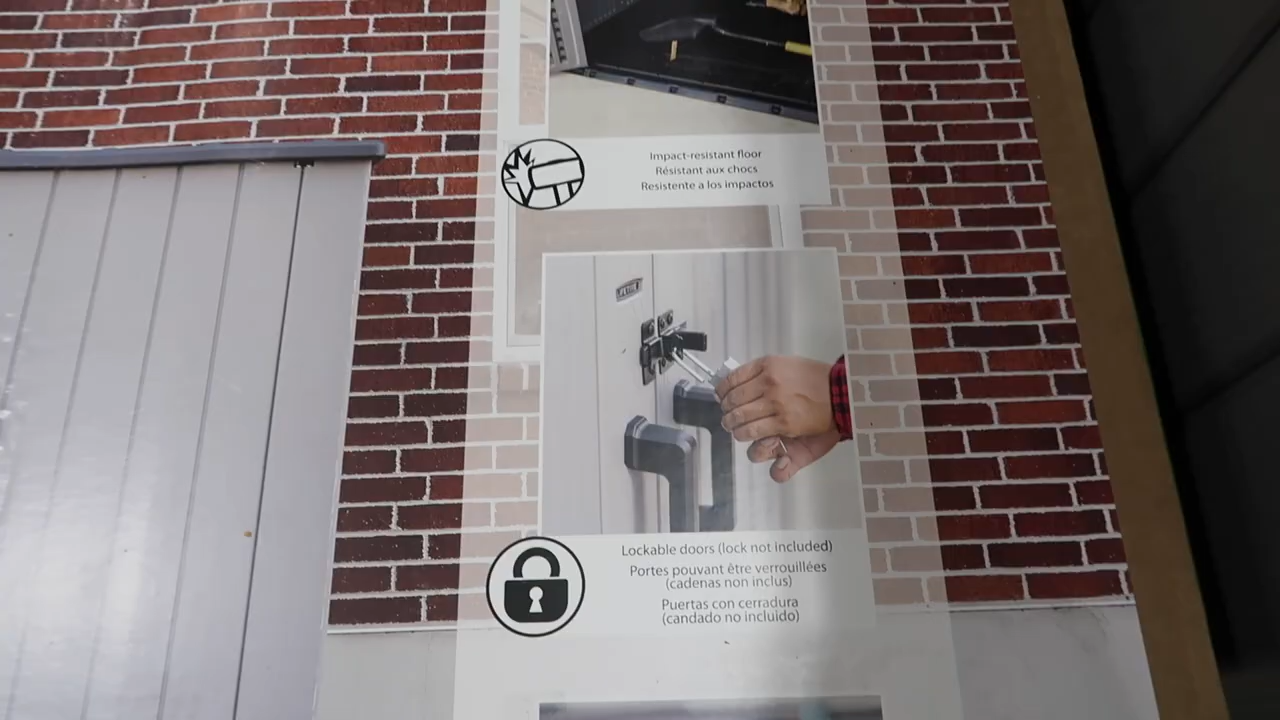 Impact-resistant floor
Résistant aux chocs
Resistente a los impactos
Lockable doors (lock not included)
Portes pouvant être verrouillées
(cadenas non inclus)
Puertas con cerradura
(candado no incluido)